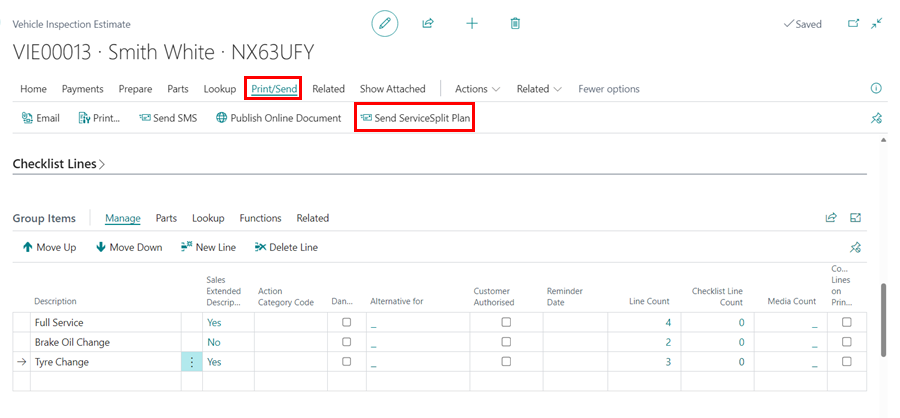 Vehicle Inspection Estimate
Saved
VIE00013 · Smith White · NX63UFY
Home Payments Prepare Parts Lookup Print/Send Related Show Attached Actions Related Fewer options
Email Print... Send SMS Publish Online Document Send ServiceSplit Plan
Checklist Lines
Group Items Manage Parts Lookup Functions Related
Move Up Move Down New Line Delete Line
Description Sales Extended Descrip... Action Category Code Dan... Alternative for Customer Authorised Reminder Date Line Count Checklist Line Count Media Count Co... Lines on Prin...
Full Service Yes _ 4 0 _
Brake Oil Change No _ 2 0 _
Tyre Change Yes _ 3 0 _